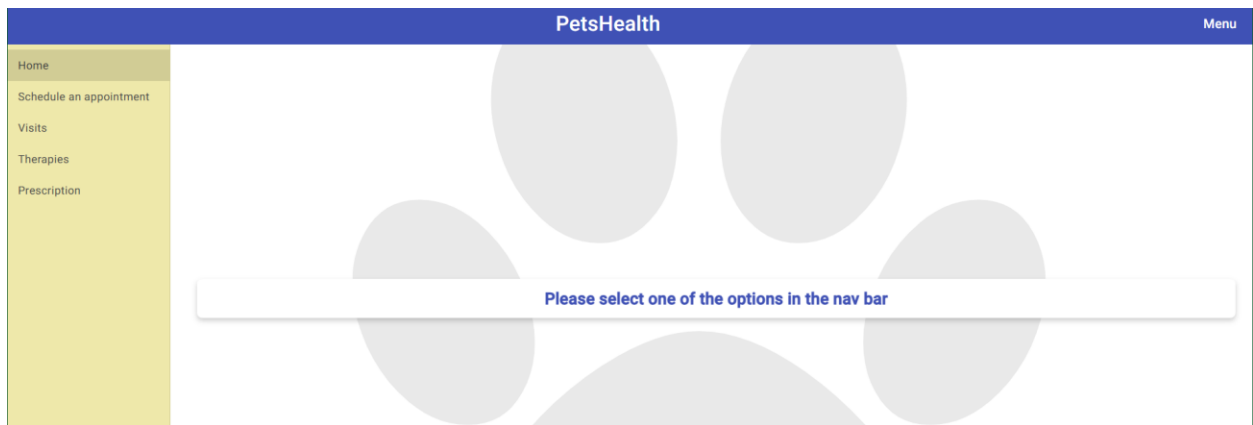 PetsHealth
Menu
Home
Schedule an appointment
Visits
Therapies
Prescription
Please select one of the options in the nav bar